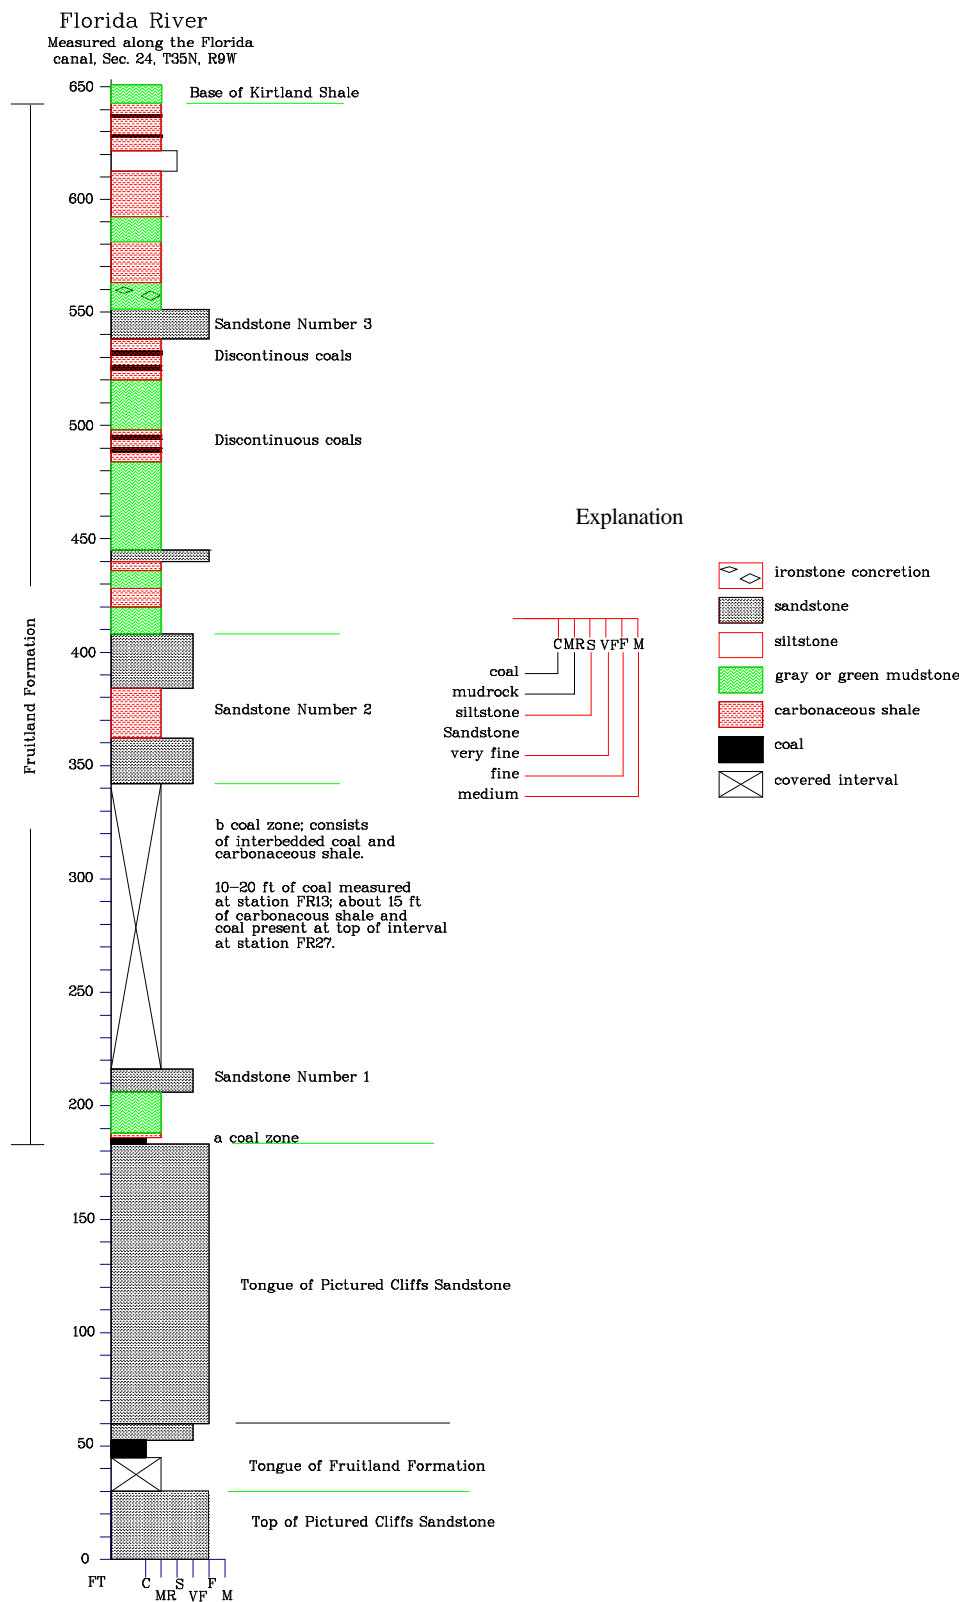 Florida River
Measured along the Florida
canal, Sec. 24, T35N, R9W
650
Base of Kirtland Shale
600
550
Sandstone Number 3
Discontinous coals
500
Discontinuous coals
450
400
Sandstone Number 2
350
b coal zone; consists
of interbedded coal and
carbonaceous shale.
300
10-20 ft of coal measured
at station FR13; about 15 ft
of carbonacous shale and
coal present at top of interval
at station FR27.
250
Sandstone Number 1
200
a coal zone
150
Tongue of Pictured Cliffs Sandstone
100
50
Tongue of Fruitland Formation
Top of Pictured Cliffs Sandstone
0
FT C MR S VF F M
Fruitland Formation
Explanation
C MR S VF F M
coal
mudrock
siltstone
Sandstone
very fine
fine
medium
ironstone concretion
sandstone
siltstone
gray or green mudstone
carbonaceous shale
coal
covered interval